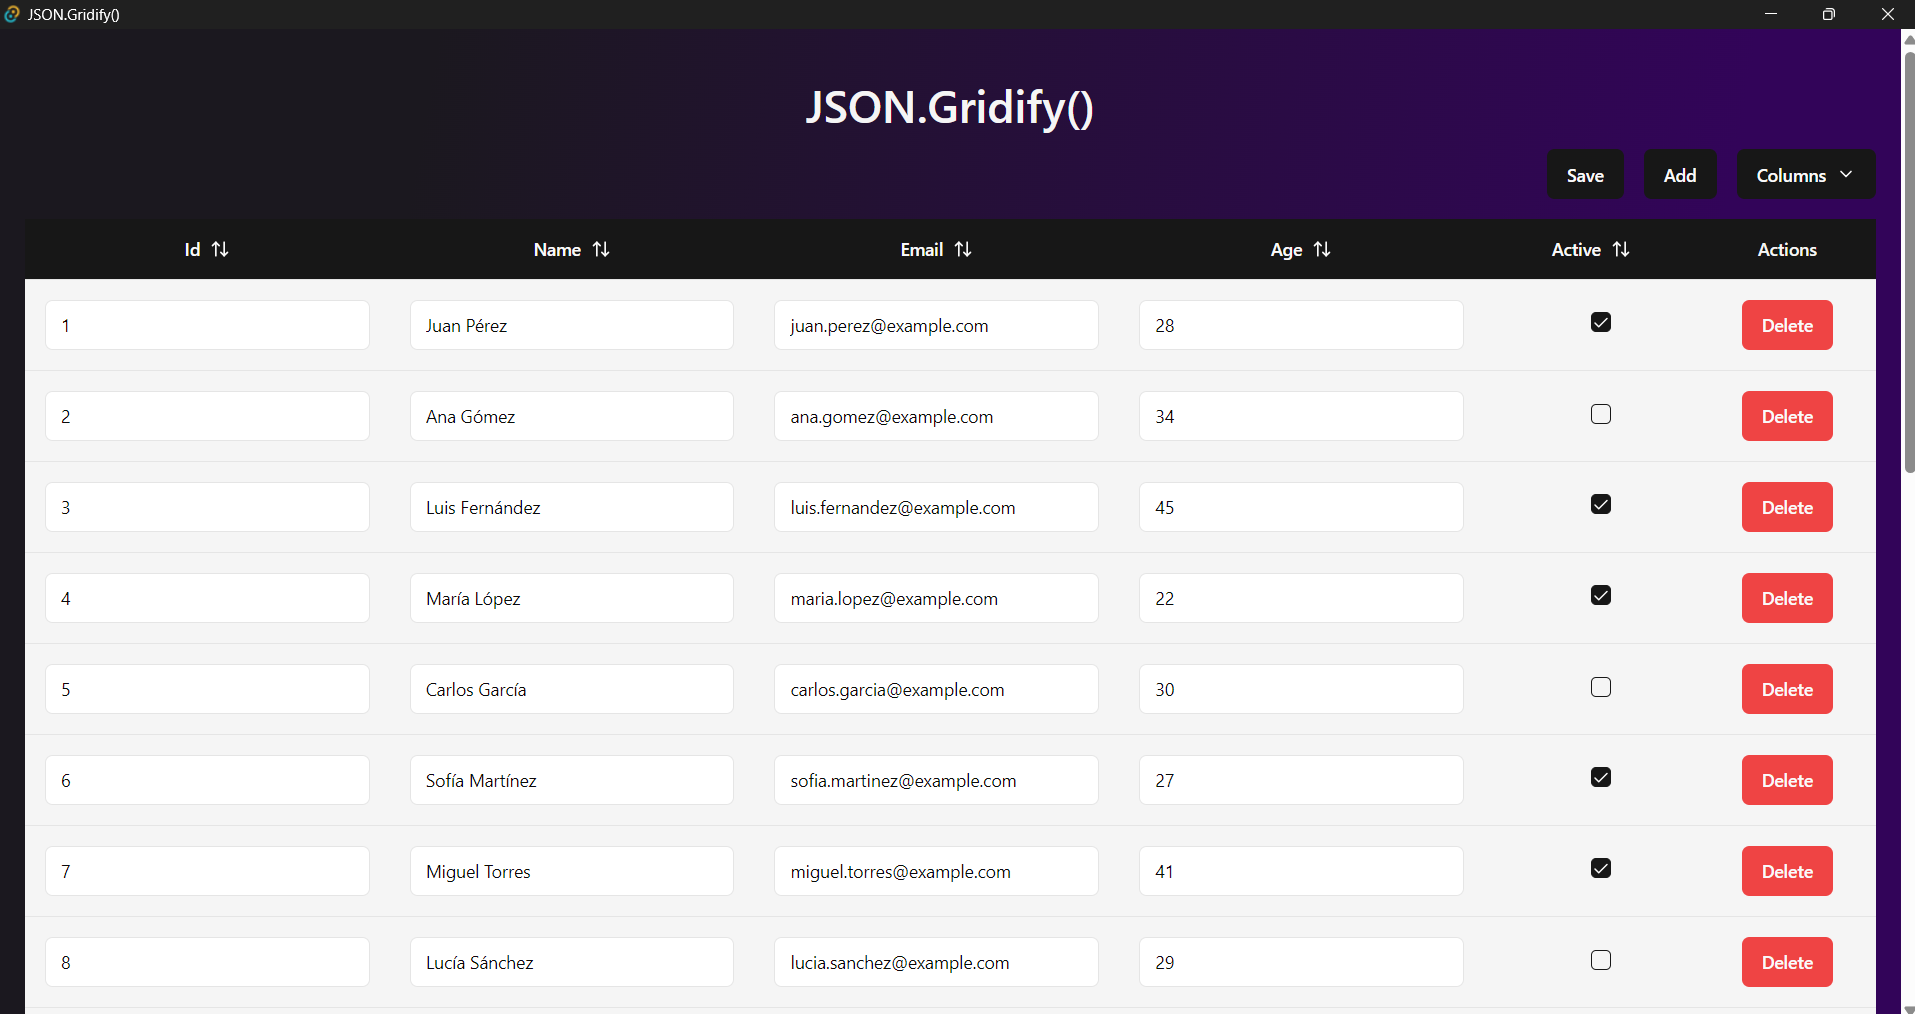 JSON.Gridify()
JSON.Gridify()
Save Add Columns
Id Name Email Age Active Actions
1 Juan Pérez juan.perez@example.com 28 Delete
2 Ana Gómez ana.gomez@example.com 34 Delete
3 Luis Fernández luis.fernandez@example.com 45 Delete
4 María López maria.lopez@example.com 22 Delete
5 Carlos García carlos.garcia@example.com 30 Delete
6 Sofía Martínez sofia.martinez@example.com 27 Delete
7 Miguel Torres miguel.torres@example.com 41 Delete
8 Lucía Sánchez lucia.sanchez@example.com 29 Delete